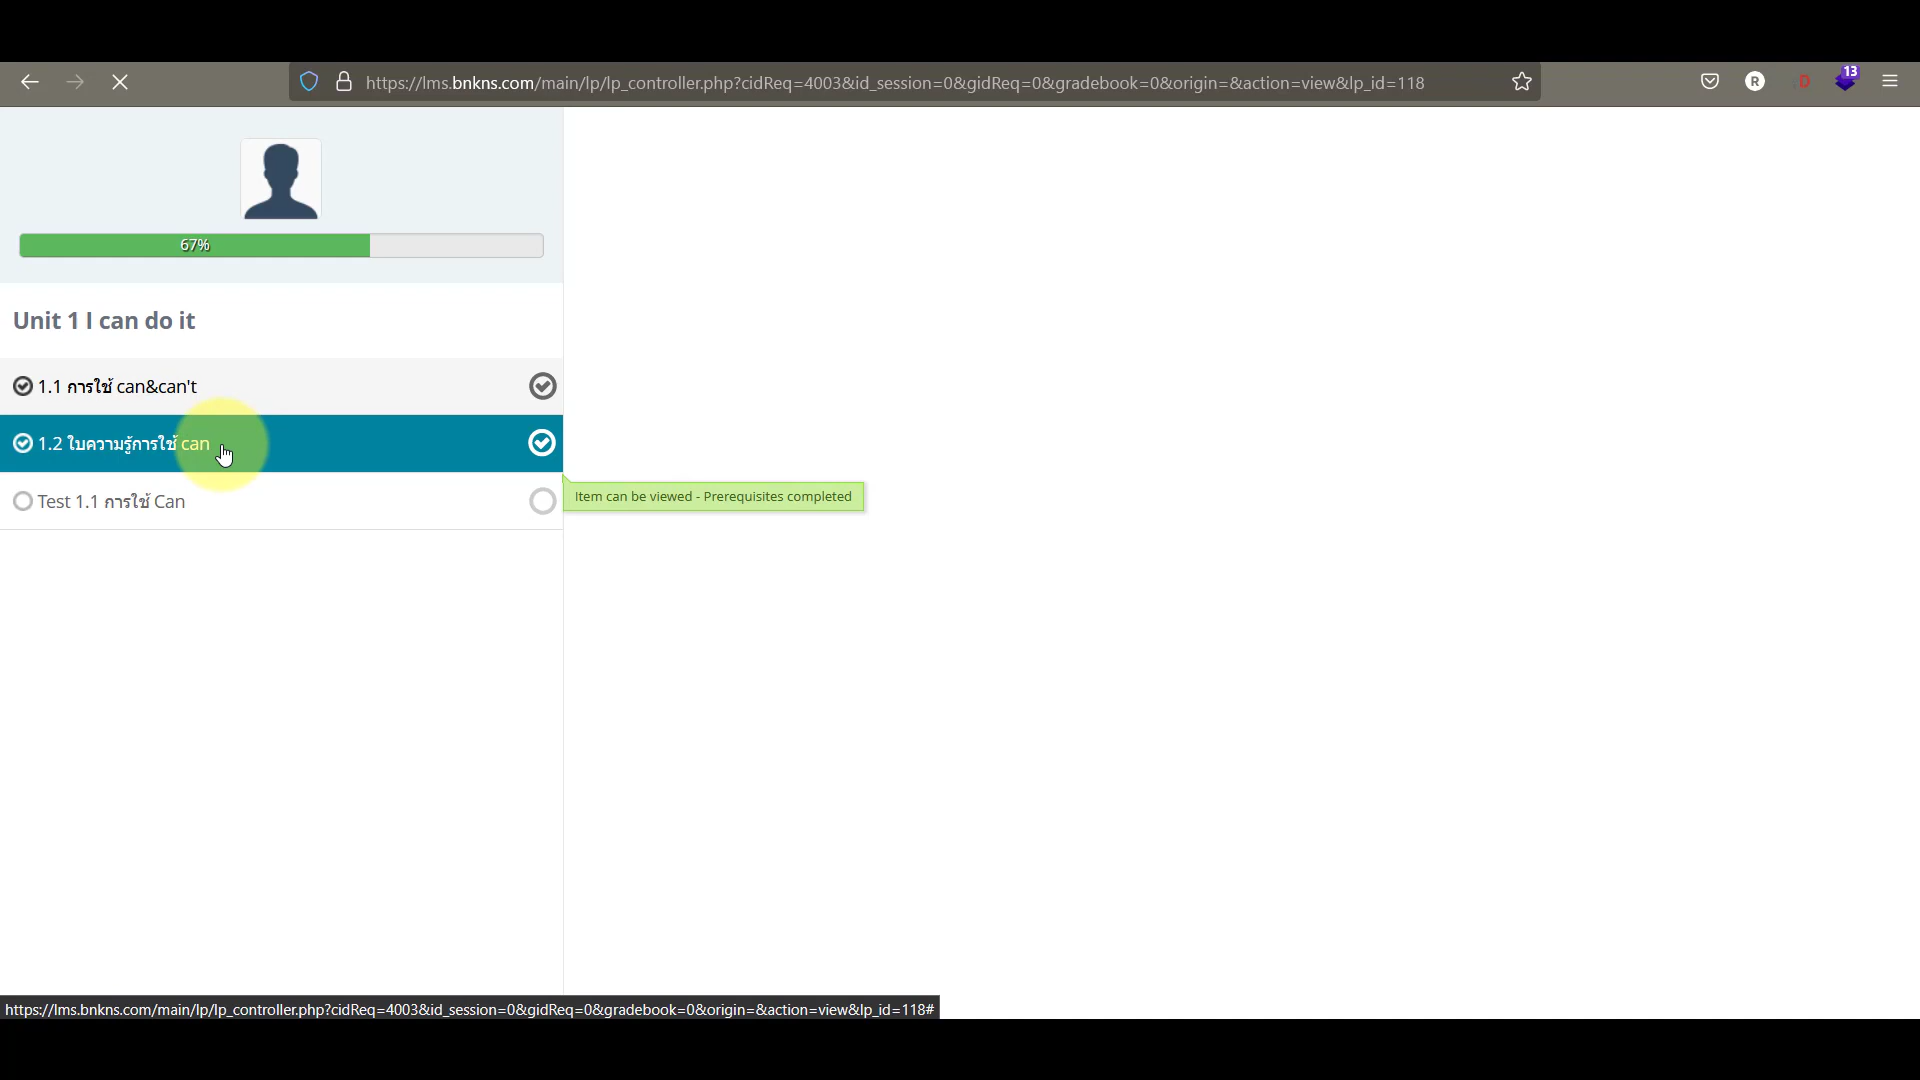 https://lms.bnkns.com/main/lp/lp_controller.php?cidReq=4003&id_session=0&gidReq=0&gradebook=0&origin=&action=view&lp_id=118
R
D
13
67%
Unit 1 I can do it
1.1 การใช้ can&can't
1.2 ใบความรู้การใช้ can
Item can be viewed - Prerequisites completed
Test 1.1 การใช้ Can
https://lms.bnkns.com/main/lp/lp_controller.php?cidReq=4003&id_session=0&gidReq=0&gradebook=0&origin=&action=view&lp_id=118#